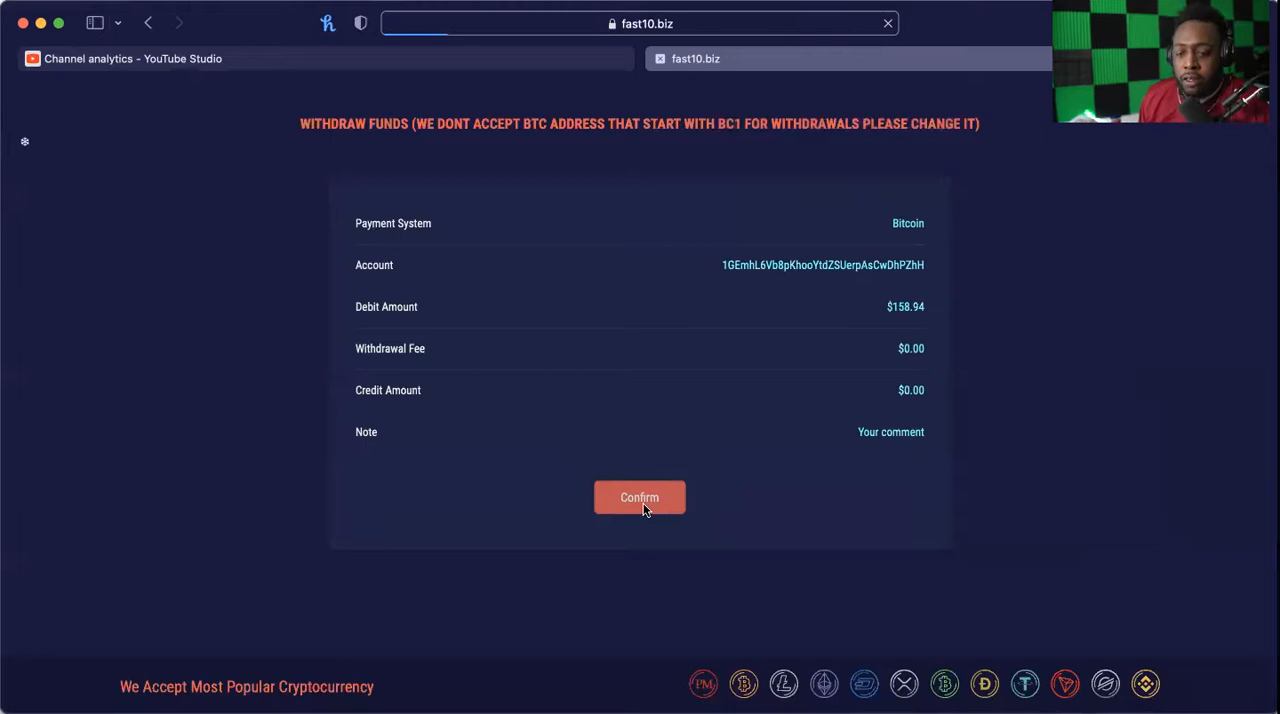 fast10.biz
Channel analytics - YouTube Studio
fast10.biz
WITHDRAW FUNDS (WE DONT ACCEPT BTC ADDRESS THAT START WITH BC1 FOR WITHDRAWALS PLEASE CHANGE IT)
Payment System Bitcoin
Account 1GEmhL6Vb8pKhooYtdZSUerpAsCwDhPZhH
Debit Amount $158.94
Withdrawal Fee $0.00
Credit Amount $0.00
Note Your comment
Confirm
We Accept Most Popular Cryptocurrency
PM